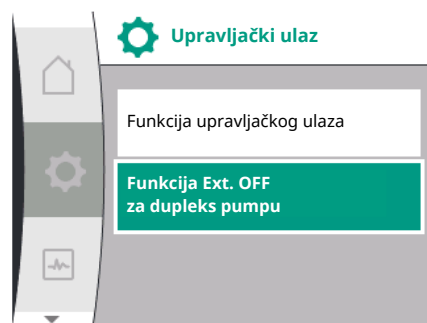 Upravljački ulaz
Funkcija upravljačkog ulaza
Funkcija Ext. OFF
za dupleks pumpu